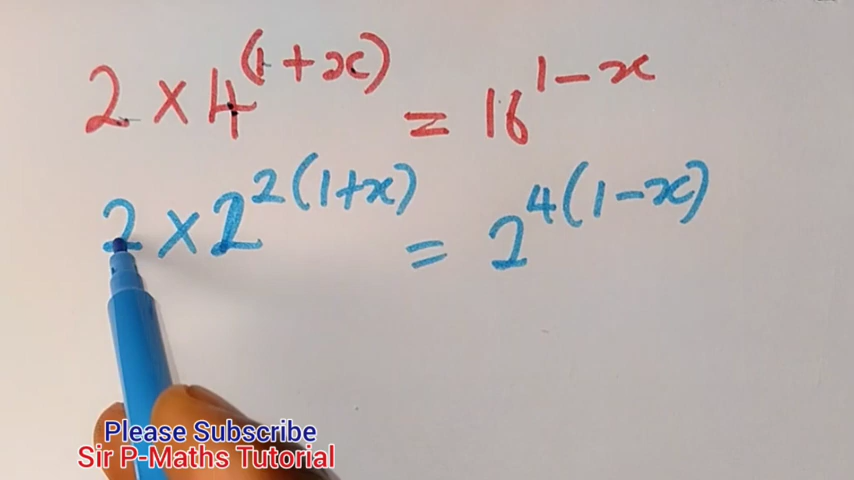 2 × 4^(1+x) = 16^1-x
2 × 2^2(1+x) = 2^4(1-x)
Please Subscribe
Sir P-Maths Tutorial